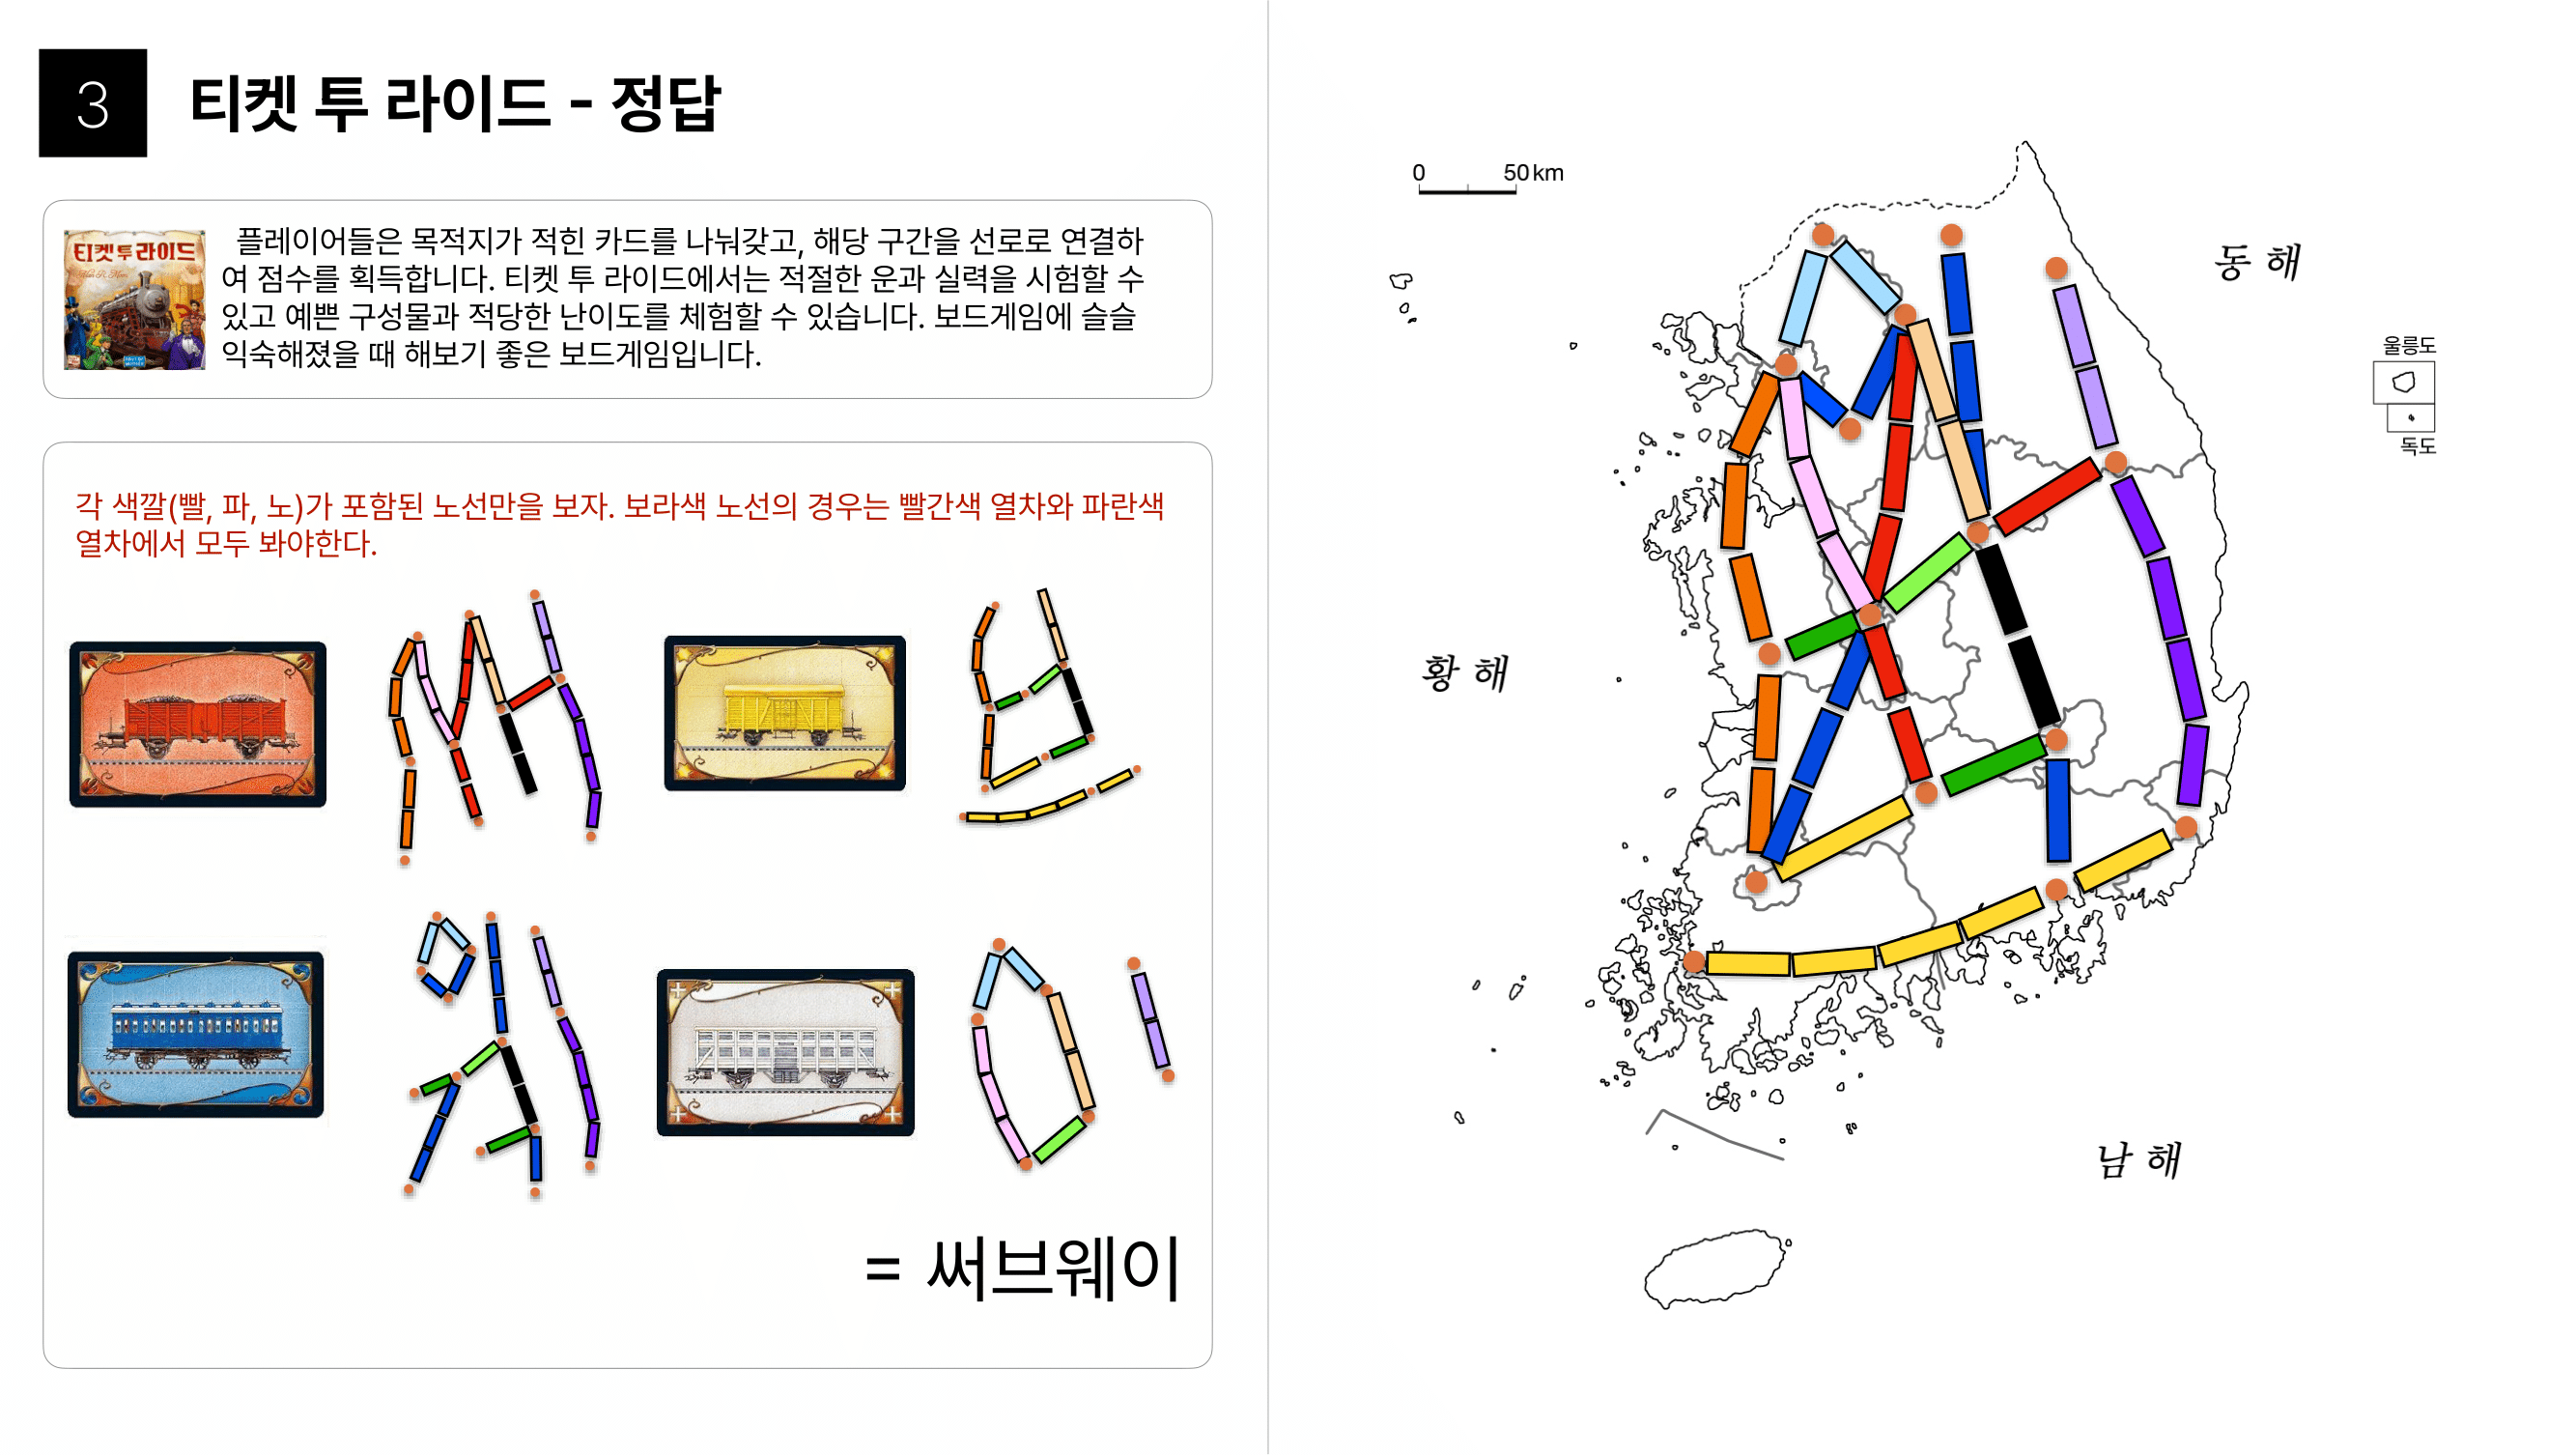 3
티켓 투 라이드 - 정답
티켓 투 라이드
플레이어들은 목적지가 적힌 카드를 나눠갖고, 해당 구간을 선로로 연결하
여 점수를 획득합니다. 티켓 투 라이드에서는 적절한 운과 실력을 시험할 수
있고 예쁜 구성물과 적당한 난이도를 체험할 수 있습니다. 보드게임에 슬슬
익숙해졌을 때 해보기 좋은 보드게임입니다.
각 색깔(빨, 파, 노)가 포함된 노선만을 보자. 보라색 노선의 경우는 빨간색 열차와 파란색
열차에서 모두 봐야한다.
= 써브웨이
0 50 km
동 해
울릉도
독도
황 해
남 해